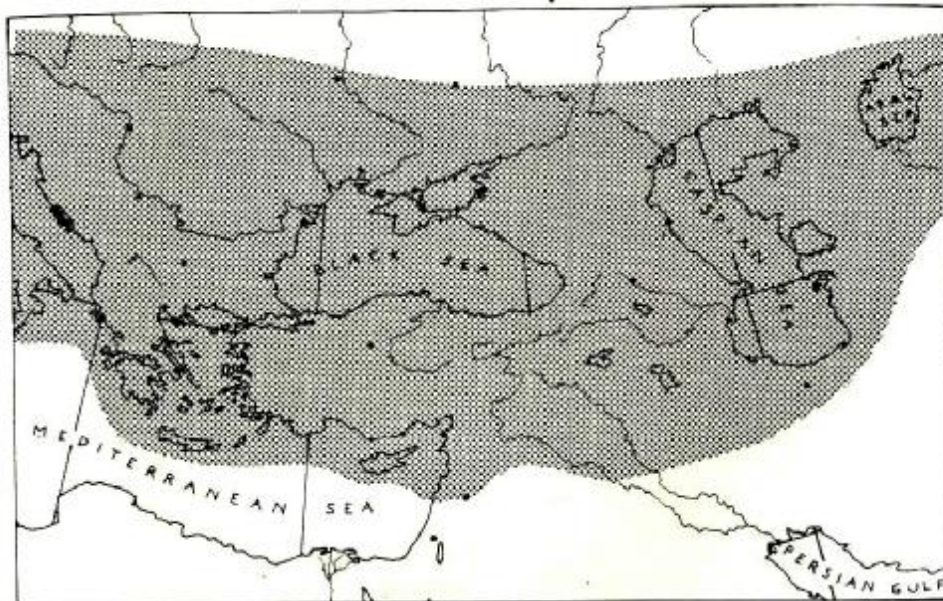 ARAL
SEA
CASPIAN
SEA
BLACK SEA
MEDITERRANEAN SEA
PERSIAN GULF